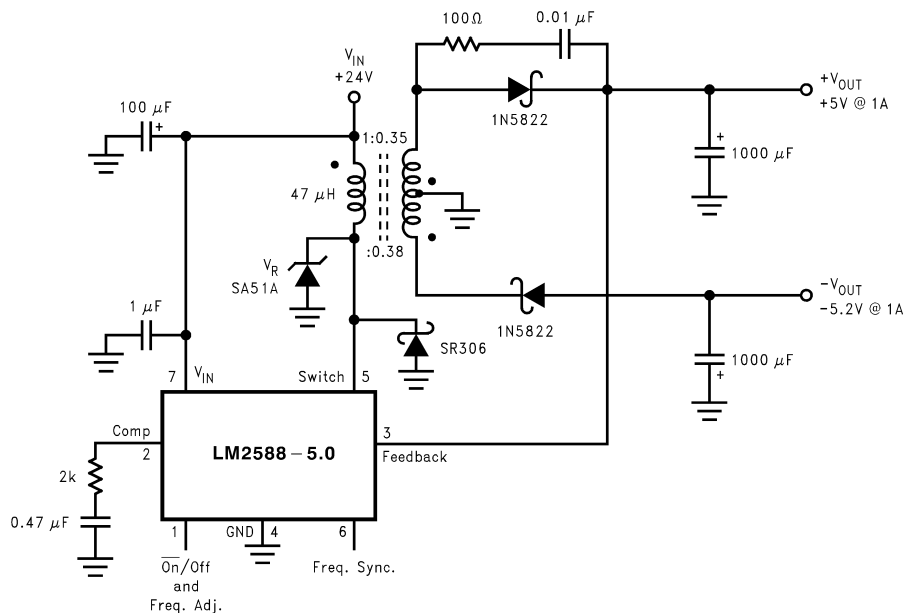 100Ω
0.01 μF
V_IN
+24V
+V_OUT
+5V @ 1A
1N5822
100 μF
+
1:0.35
+
1000 μF
47 μH
:0.38
V_R
SA51A
−V_OUT
−5.2V @ 1A
1N5822
1 μF
SR306
1000 μF
+
7
V_IN
Switch
5
Comp
2
LM2588−5.0
3
Feedback
2k
0.47 μF
1
GND
4
6
On/Off
and
Freq. Adj.
Freq. Sync.